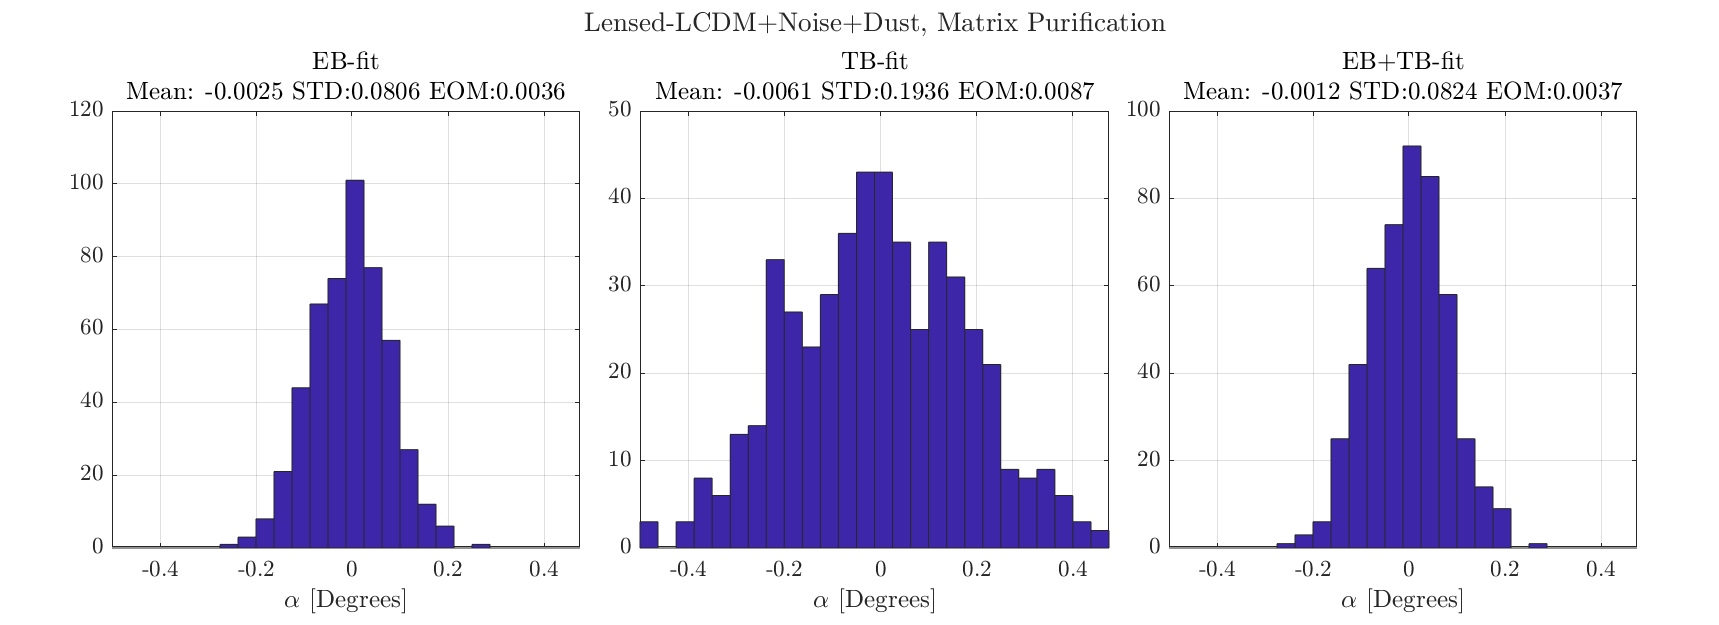 Lensed-LCDM+Noise+Dust, Matrix Purification
EB-fit
Mean: -0.0025 STD:0.0806 EOM:0.0036
120
100
80
60
40
20
0
-0.4 -0.2 0 0.2 0.4
α [Degrees]
TB-fit
Mean: -0.0061 STD:0.1936 EOM:0.0087
50
40
30
20
10
0
-0.4 -0.2 0 0.2 0.4
α [Degrees]
EB+TB-fit
Mean: -0.0012 STD:0.0824 EOM:0.0037
100
80
60
40
20
0
-0.4 -0.2 0 0.2 0.4
α [Degrees]